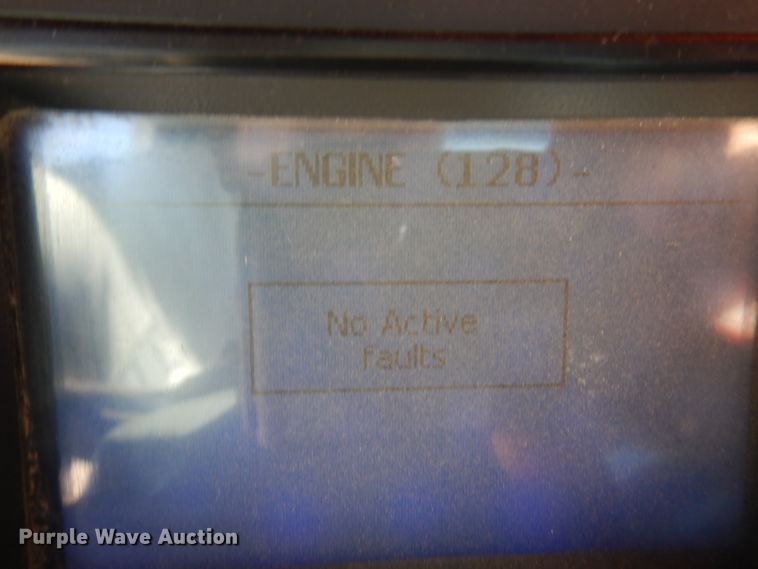 -ENGINE (128)-
No Active
faults
Purple Wave Auction